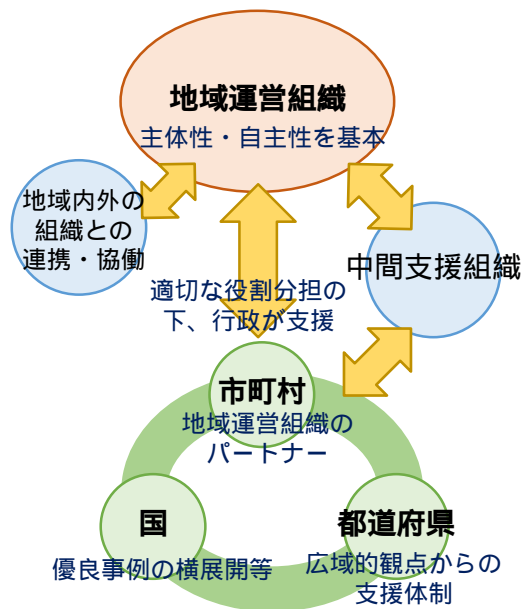 地域運営組織
主体性・自主性を基本
地域内外の
組織との
連携・協働
中間支援組織
適切な役割分担の
下、行政が支援
市町村
地域運営組織の
パートナー
国
優良事例の横展開等
都道府県
広域的観点からの
支援体制